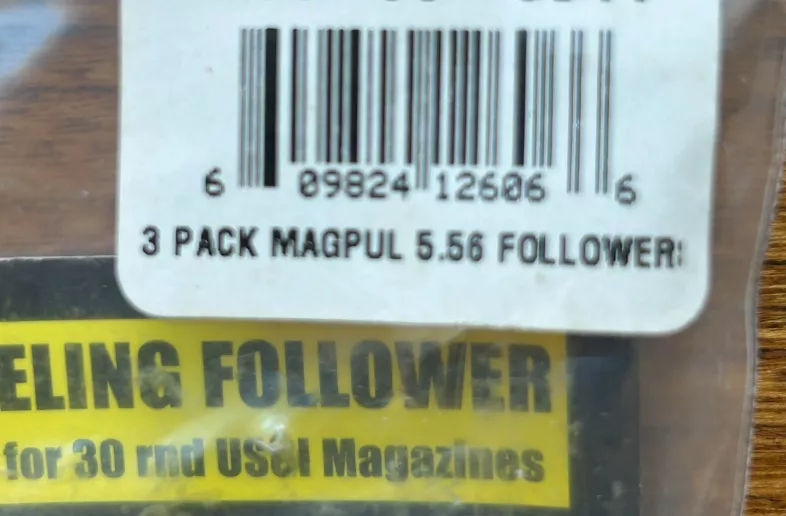 6 09824 12606 6
3 PACK MAGPUL 5.56 FOLLOWER
ELING FOLLOWER
for 30 rnd USGI Magazines